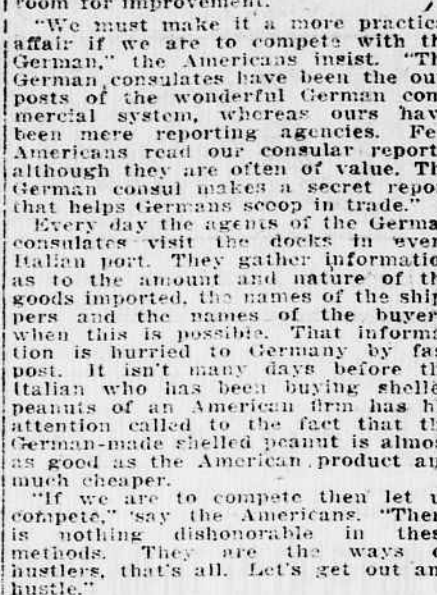 room for improvement.
"We must make it a more practica
affair if we are to compete with th
German," the Americans insist. "Th
German consulates have been the ou
posts of the wonderful German com
mercial system, whereas ours hav
been mere reporting agencies. Fe
Americans read our consular report
although they are often of value. Th
German consul makes a secret repo
that helps Germans scoop in trade."
Every day the agents of the Germa
consulates visit the docks in ever
Italian port. They gather informatio
as to the amount and nature of th
goods imported, the names of the ship
pers and the names of the buyer
when this is possible. That informa
tion is hurried to Germany by fas
post. It isn't many days before th
Italian who has been buying shelle
peanuts of an American firm has h
attention called to the fact that th
German-made shelled peanut is almos
as good as the American product an
much cheaper.
"If we are to compete then let u
compete," say the Americans. "Ther
is nothing dishonorable in thes
methods. They are the ways o
hustlers, that's all. Let's get out an
hustle."